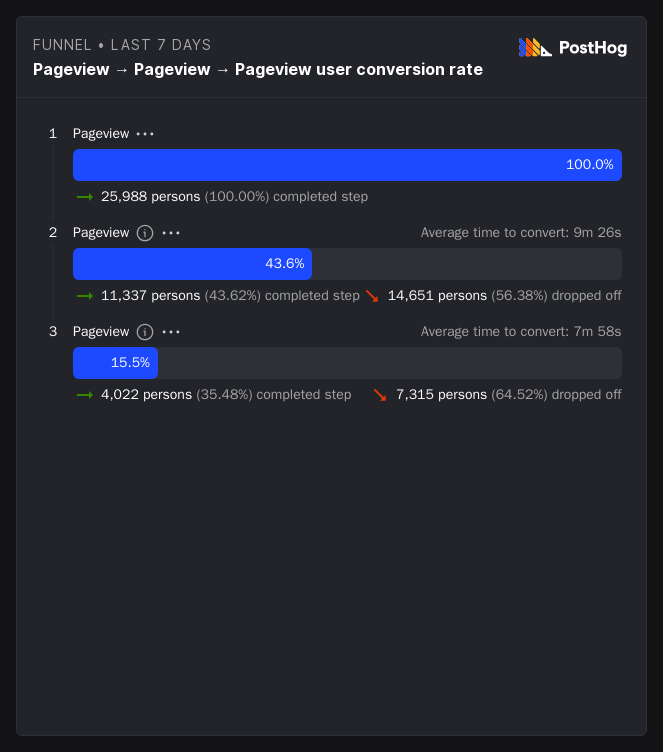 FUNNEL • LAST 7 DAYS
PostHog
Pageview → Pageview → Pageview user conversion rate
1 Pageview •••
100.0%
→ 25,988 persons (100.00%) completed step
2 Pageview ⓘ ••• Average time to convert: 9m 26s
43.6%
→ 11,337 persons (43.62%) completed step ↘ 14,651 persons (56.38%) dropped off
3 Pageview ⓘ ••• Average time to convert: 7m 58s
15.5%
→ 4,022 persons (35.48%) completed step ↘ 7,315 persons (64.52%) dropped off